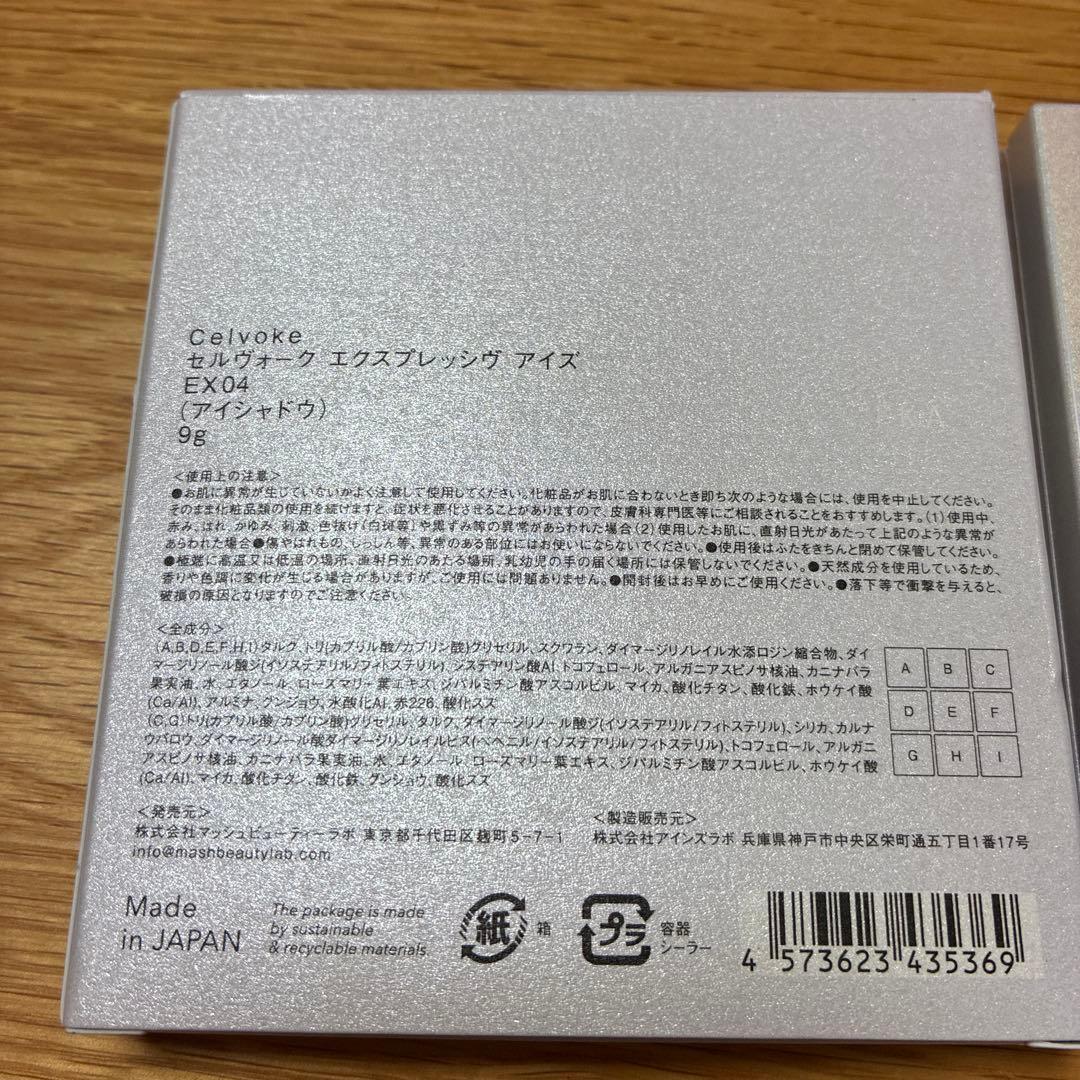 Celvoke
セルヴォーク エクスプレッシヴ アイズ
EX04
(アイシャドウ)
9g
＜使用上の注意＞
●お肌に異常が生じていないかよく注意して使用してください。化粧品がお肌に合わないとき即ち次のような場合には、使用を中止してください。
そのまま化粧品類の使用を続けますと、症状を悪化させることがありますので、皮膚科専門医等にご相談されることをおすすめします。(1)使用中、
赤み、はれ、かゆみ、刺激、色抜け(白斑等)や黒ずみ等の異常があらわれた場合(2)使用したお肌に、直射日光があたって上記のような異常が
あらわれた場合●傷やはれもの、しっしん等、異常のある部位にはお使いにならないでください。●使用後はふたをきちんと閉めて保管してください。
●極端に高温又は低温の場所、直射日光のあたる場所、乳幼児の手の届く場所には保管しないでください。●天然成分を使用しているため、
香りや色調に変化が生じる場合がありますが、ご使用には問題ありません。●開封後はお早めにご使用ください。●落下等で衝撃を与えると、
破損の原因となりますのでご注意ください。
＜全成分＞
(A,B,D,E,F,H,I)タルク、トリ(カプリル酸/カプリン酸)グリセリル、スクワラン、ダイマージリノレイル水添ロジン縮合物、ダイ
マージリノール酸ジ(イソステアリル/フィトステリル)、ジステアリン酸Al、トコフェロール、アルガニアスピノサ核油、カニナバラ
果実油、水、エタノール、ローズマリー葉エキス、ジパルミチン酸アスコルビル、マイカ、酸化チタン、酸化鉄、ホウケイ酸
(Ca/Al)、アルミナ、グンジョウ、水酸化Al、赤226、酸化スズ
(C,G)トリ(カプリル酸/カプリン酸)グリセリル、タルク、ダイマージリノール酸ジ(イソステアリル/フィトステリル)、シリカ、カルナ
ウバロウ、ダイマージリノール酸ダイマージリノレイルビス(ベヘニル/イソステアリル/フィトステリル)、トコフェロール、アルガニ
アスピノサ核油、カニナバラ果実油、水、エタノール、ローズマリー葉エキス、ジパルミチン酸アスコルビル、ホウケイ酸
(Ca/Al)、マイカ、酸化チタン、酸化鉄、グンジョウ、酸化スズ
A B C
D E F
G H I
＜発売元＞
株式会社マッシュビューティーラボ 東京都千代田区麹町5-7-1
info@mashbeautylab.com
＜製造販売元＞
株式会社アインズラボ 兵庫県神戸市中央区栄町通五丁目1番17号
Made
in JAPAN
The package is made
by sustainable
& recyclable materials
紙 箱
プラ 容器
シーラー
4 573623 435369